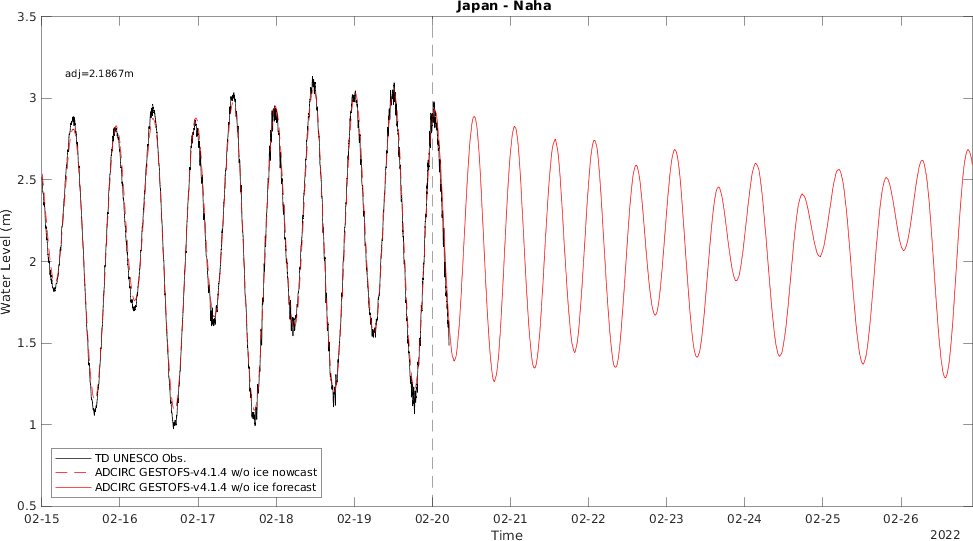 Japan - Naha
adj=2.1867m
3.5
3
2.5
2
1.5
1
0.5
Water Level (m)
TD UNESCO Obs.
ADCIRC GESTOFS-v4.1.4 w/o ice nowcast
ADCIRC GESTOFS-v4.1.4 w/o ice forecast
02-15 02-16 02-17 02-18 02-19 02-20 02-21 02-22 02-23 02-24 02-25 02-26
Time
2022